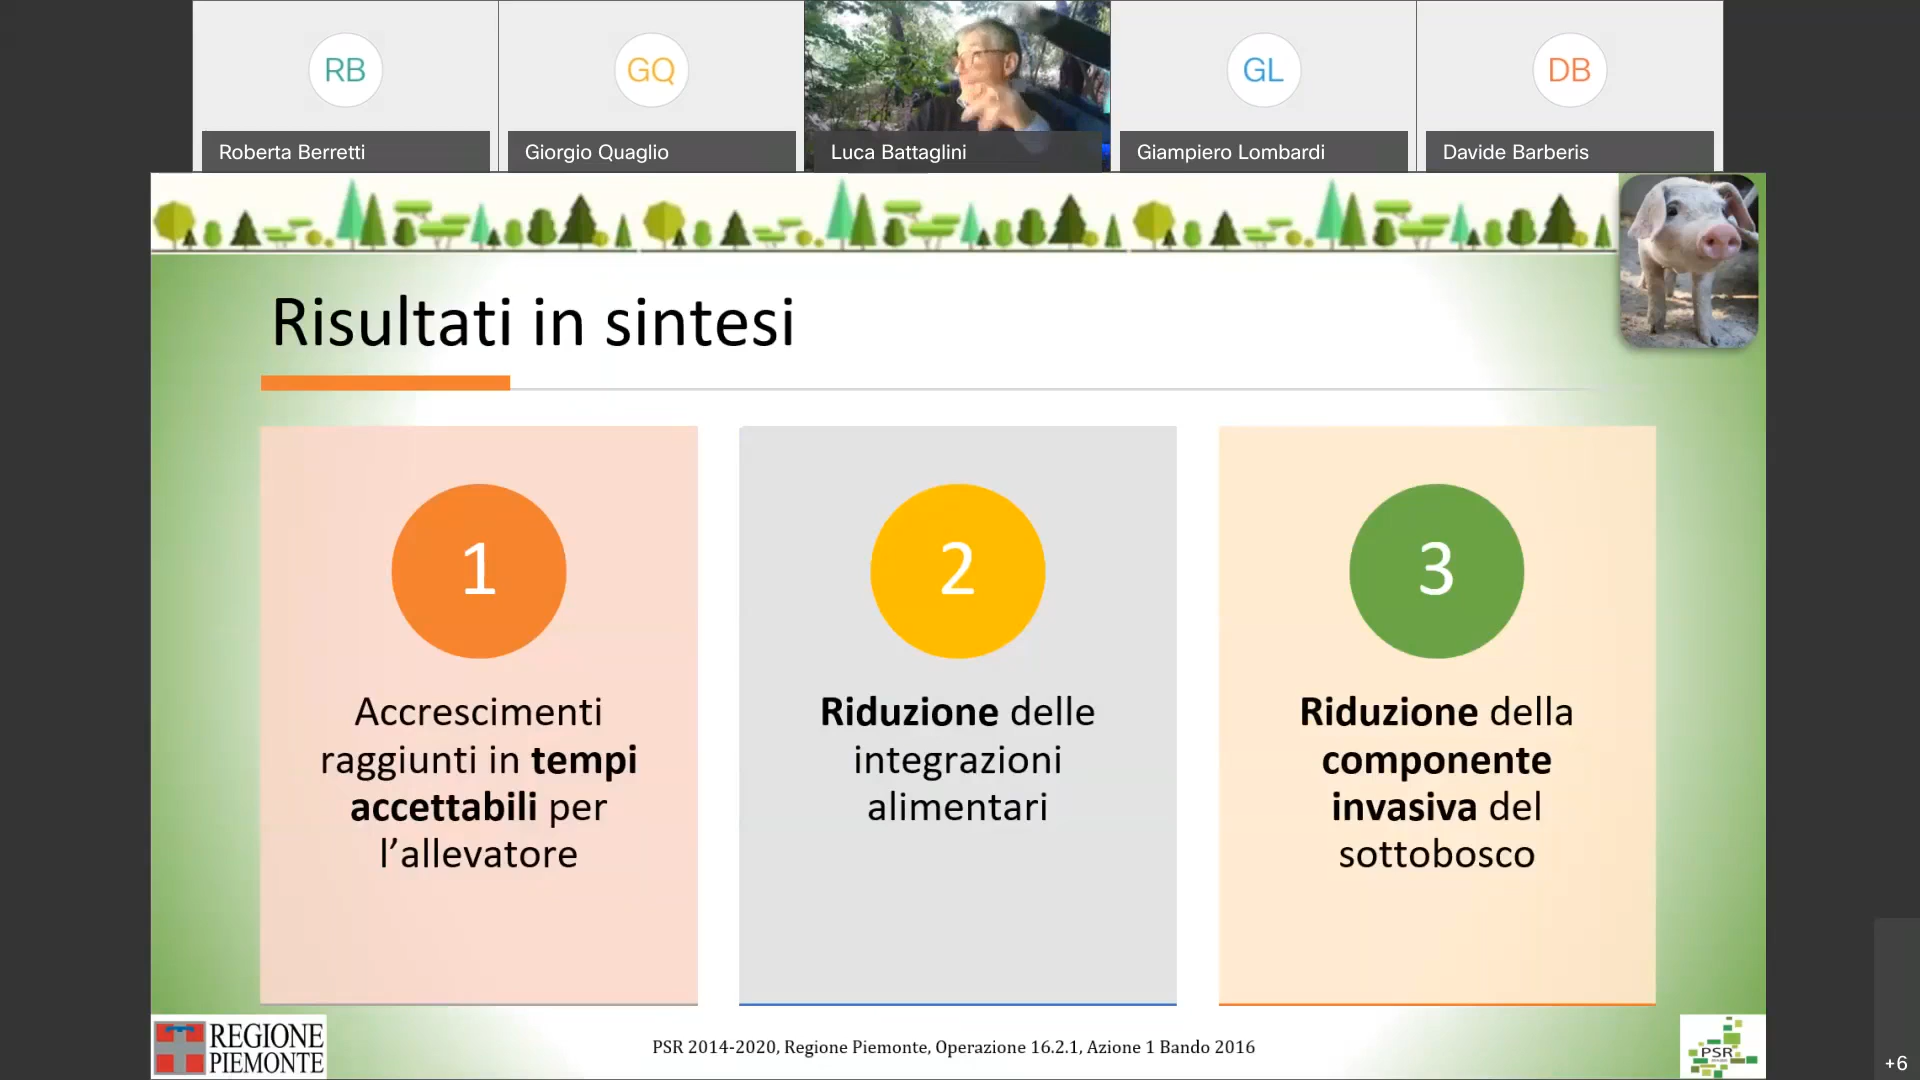 RB
GQ
GL
DB
Roberta Berretti
Giorgio Quaglio
Luca Battaglini
Giampiero Lombardi
Davide Barberis
Risultati in sintesi
1
Accrescimenti
raggiunti in tempi
accettabili per
l’allevatore
2
Riduzione delle
integrazioni
alimentari
3
Riduzione della
componente
invasiva del
sottobosco
REGIONE
PIEMONTE
PSR 2014-2020, Regione Piemonte, Operazione 16.2.1, Azione 1 Bando 2016
PSR
+6